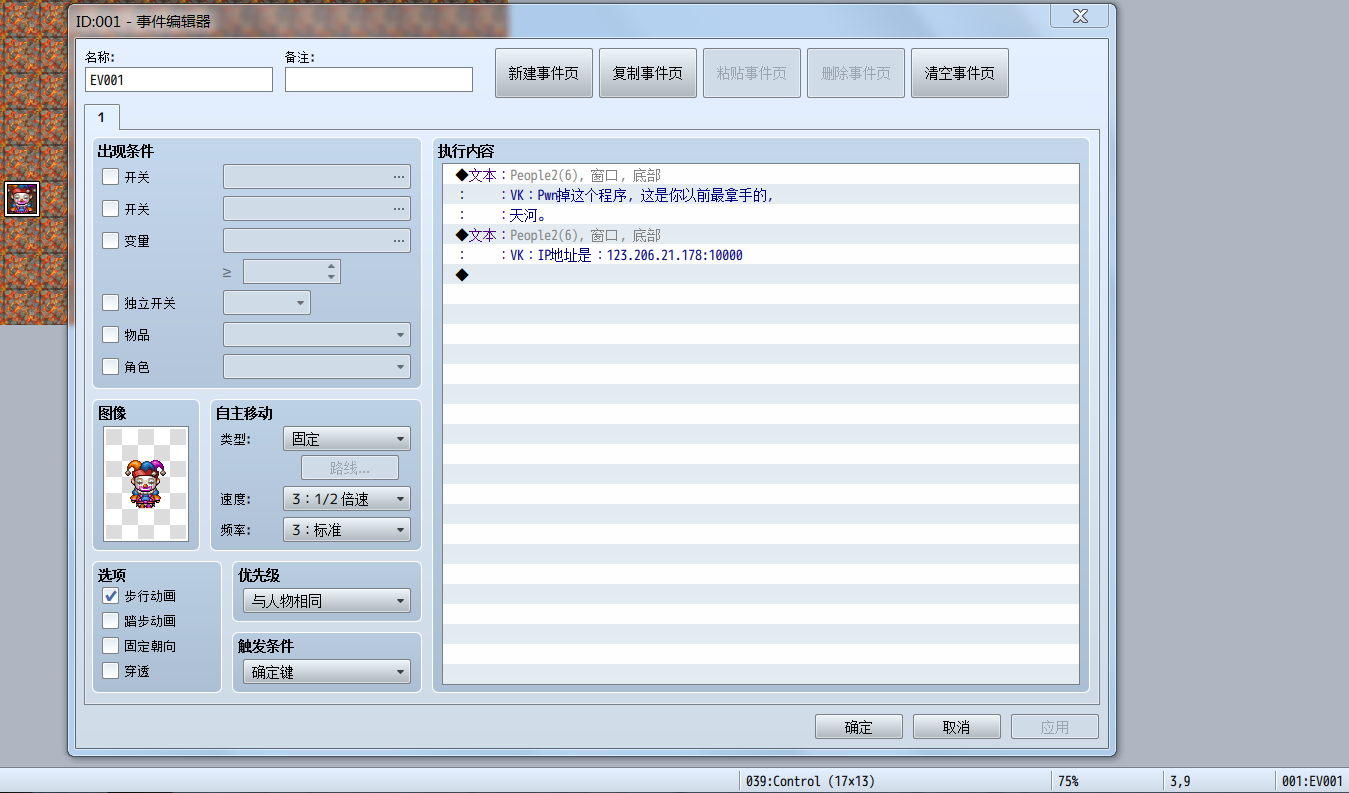 ID:001 - 事件编辑器
名称:
备注:
EV001
新建事件页
复制事件页
粘贴事件页
删除事件页
清空事件页
1
出现条件
开关
...
开关
...
变量
...
≥
独立开关
物品
角色
图像
自主移动
类型:
固定
路线...
速度:
3：1/2 倍速
频率:
3：标准
选项
步行动画
踏步动画
固定朝向
穿透
优先级
与人物相同
触发条件
确定键
执行内容
◆文本：People2(6), 窗口, 底部
：　　：VK：Pwn掉这个程序, 这是你以前最拿手的,
：　　：天河。
◆文本：People2(6), 窗口, 底部
：　　：VK：IP地址是：123.206.21.178:10000
◆
确定
取消
应用
039:Control (17x13)
75%
3,9
001:EV001